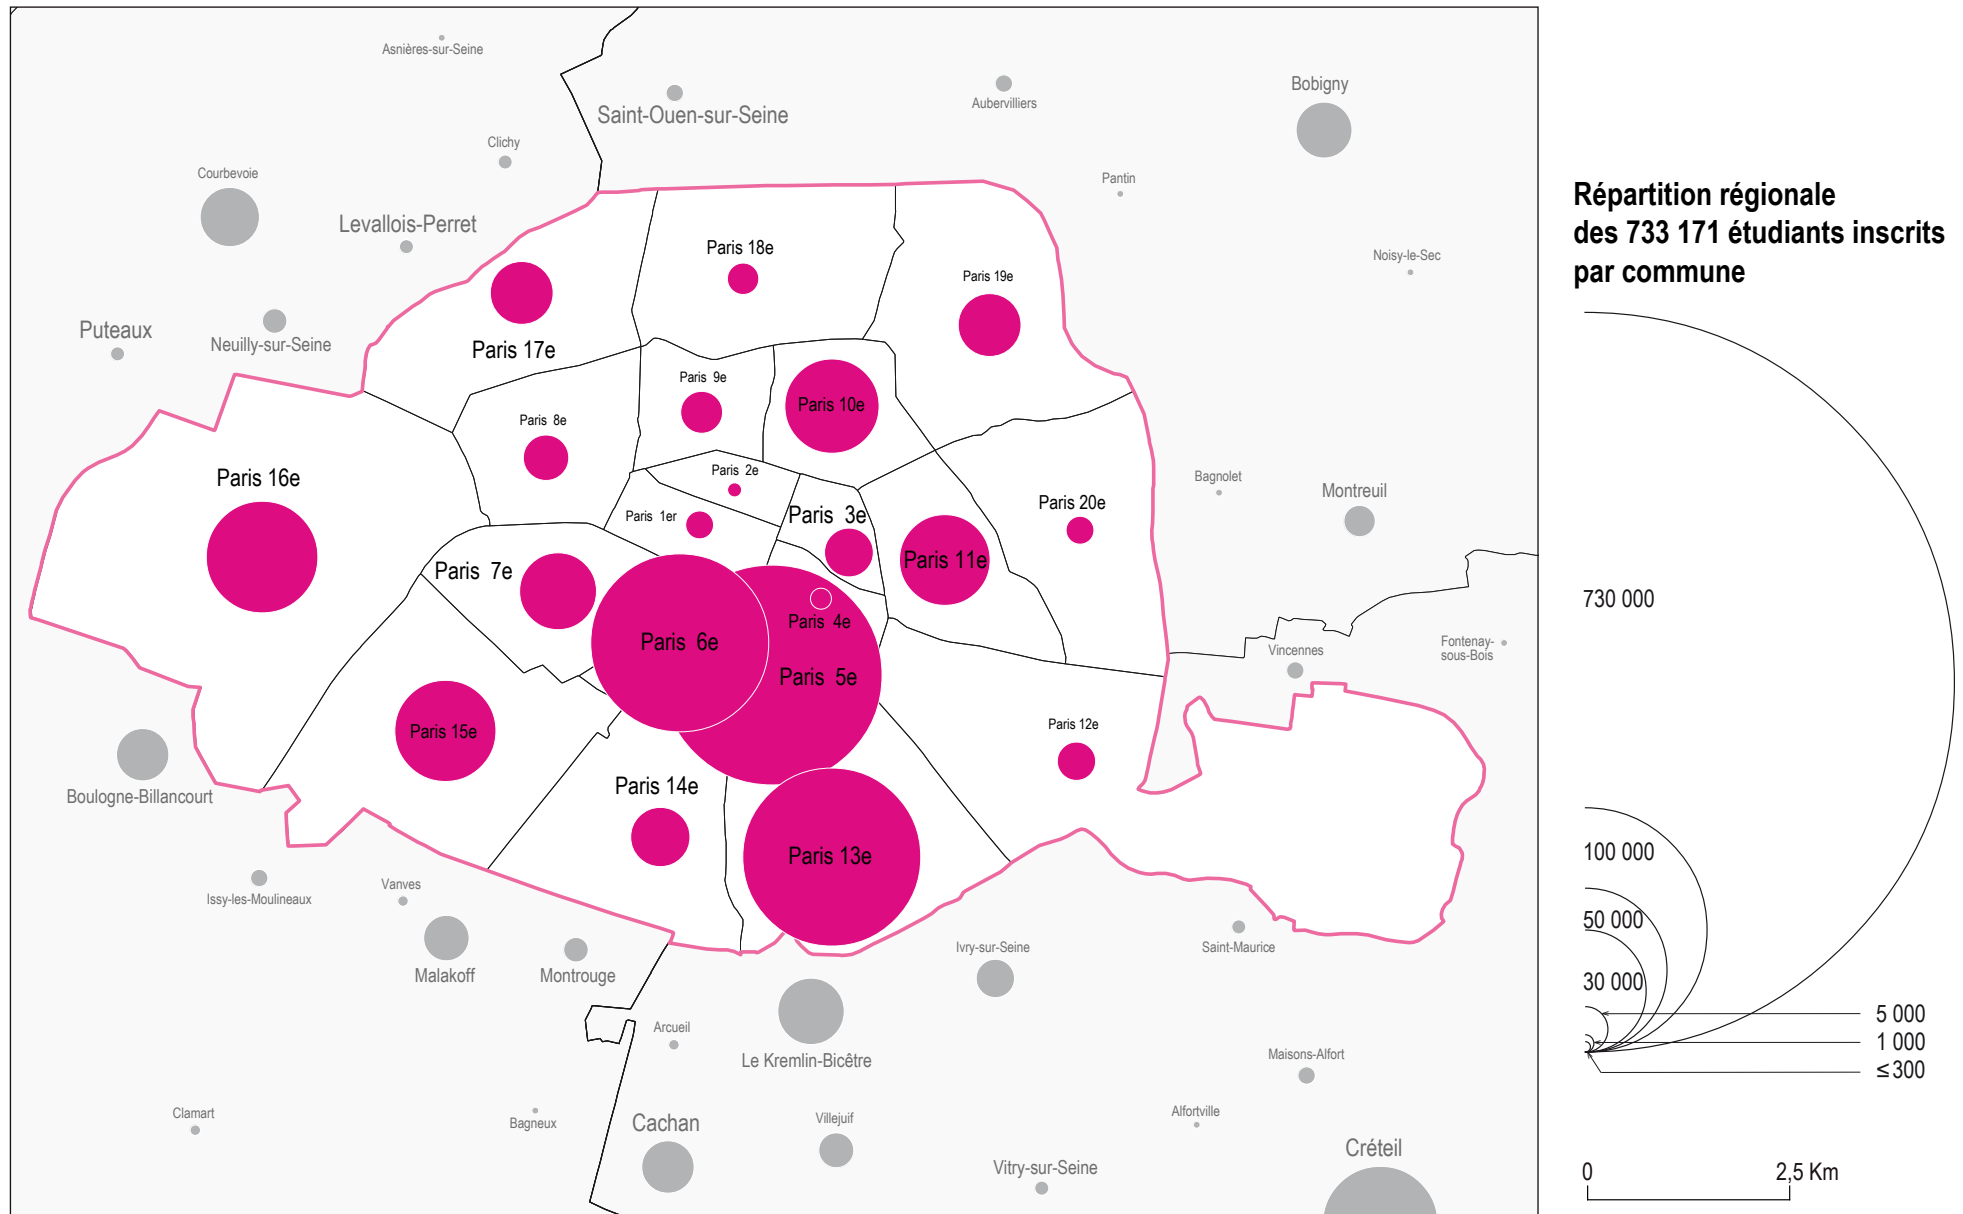 Asnières-sur-Seine
Saint-Ouen-sur-Seine
Aubervilliers
Bobigny
Clichy
Courbevoie
Pantin
Levallois-Perret
Noisy-le-Sec
Puteaux
Neuilly-sur-Seine
Paris 18e
Paris 19e
Paris 17e
Paris 9e
Paris 10e
Paris 8e
Paris 16e
Paris 2e
Paris 1er
Paris 3e
Paris 20e
Bagnolet
Montreuil
Paris 7e
Paris 11e
Paris 4e
Paris 6e
Paris 5e
Vincennes
Fontenay-
sous-Bois
Paris 15e
Paris 12e
Paris 14e
Boulogne-Billancourt
Paris 13e
Issy-les-Moulineaux
Vanves
Malakoff
Montrouge
Ivry-sur-Seine
Saint-Maurice
Arcueil
Le Kremlin-Bicêtre
Maisons-Alfort
Clamart
Bagneux
Cachan
Villejuif
Alfortville
Vitry-sur-Seine
Créteil
Répartition régionale
des 733 171 étudiants inscrits
par commune
730 000
100 000
50 000
30 000
5 000
1 000
≤ 300
0 2,5 Km